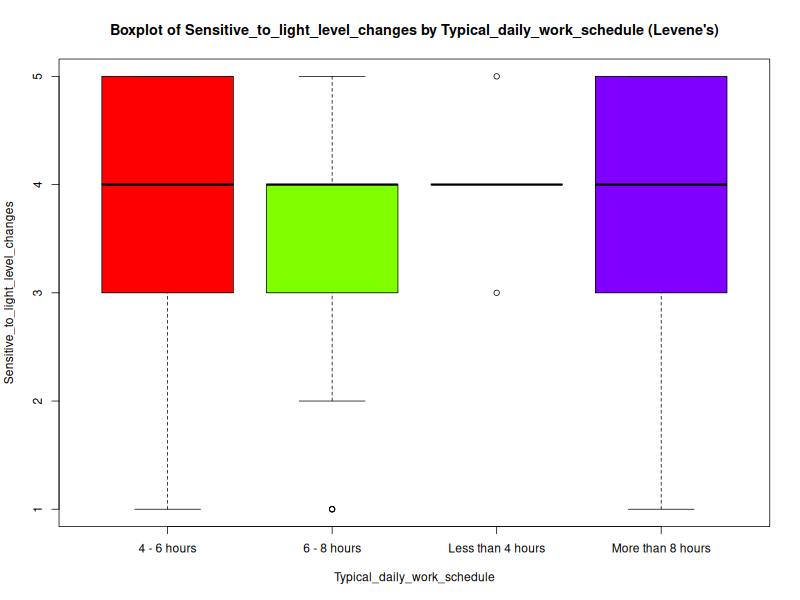 Boxplot of Sensitive_to_light_level_changes by Typical_daily_work_schedule (Levene's)
Sensitive_to_light_level_changes
5
4
3
2
1
4 - 6 hours
6 - 8 hours
Less than 4 hours
More than 8 hours
Typical_daily_work_schedule